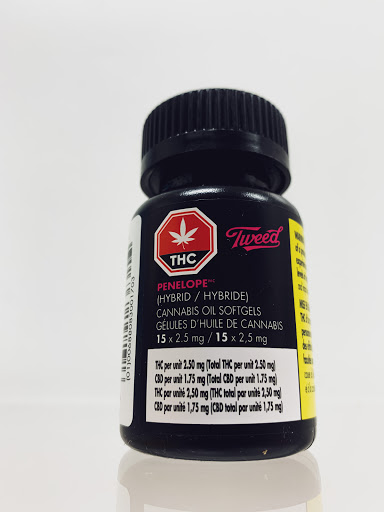 THC
Tweed
PENELOPE
(HYBRID / HYBRIDE)
CANNABIS OIL SOFTGELS
GÉLULES D'HUILE DE CANNABIS
15 x 2.5 mg / 15 x 2,5 mg
THC per unit 2.50 mg (Total THC per unit 2.50 mg)
CBD per unit 1.75 mg (Total CBD per unit 1.75 mg)
THC par unité 2,50 mg (THC total par unité 2,50 mg)
CBD par unité 1,75 mg (CBD total par unité 1,75 mg)